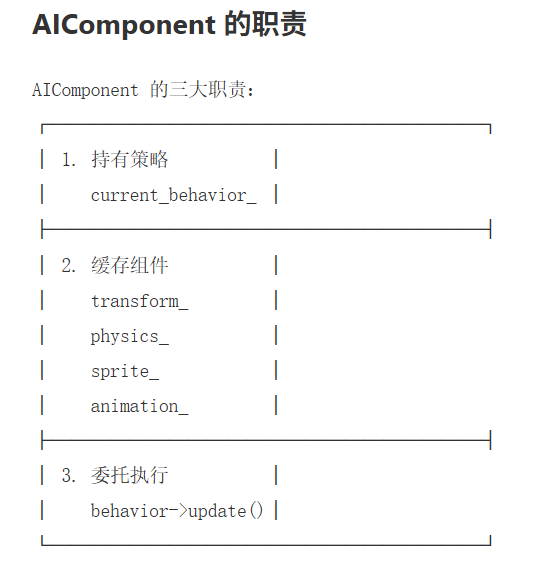 AIComponent 的职责
AIComponent 的三大职责：
1. 持有策略
current_behavior_
2. 缓存组件
transform_
physics_
sprite_
animation_
3. 委托执行
behavior->update()